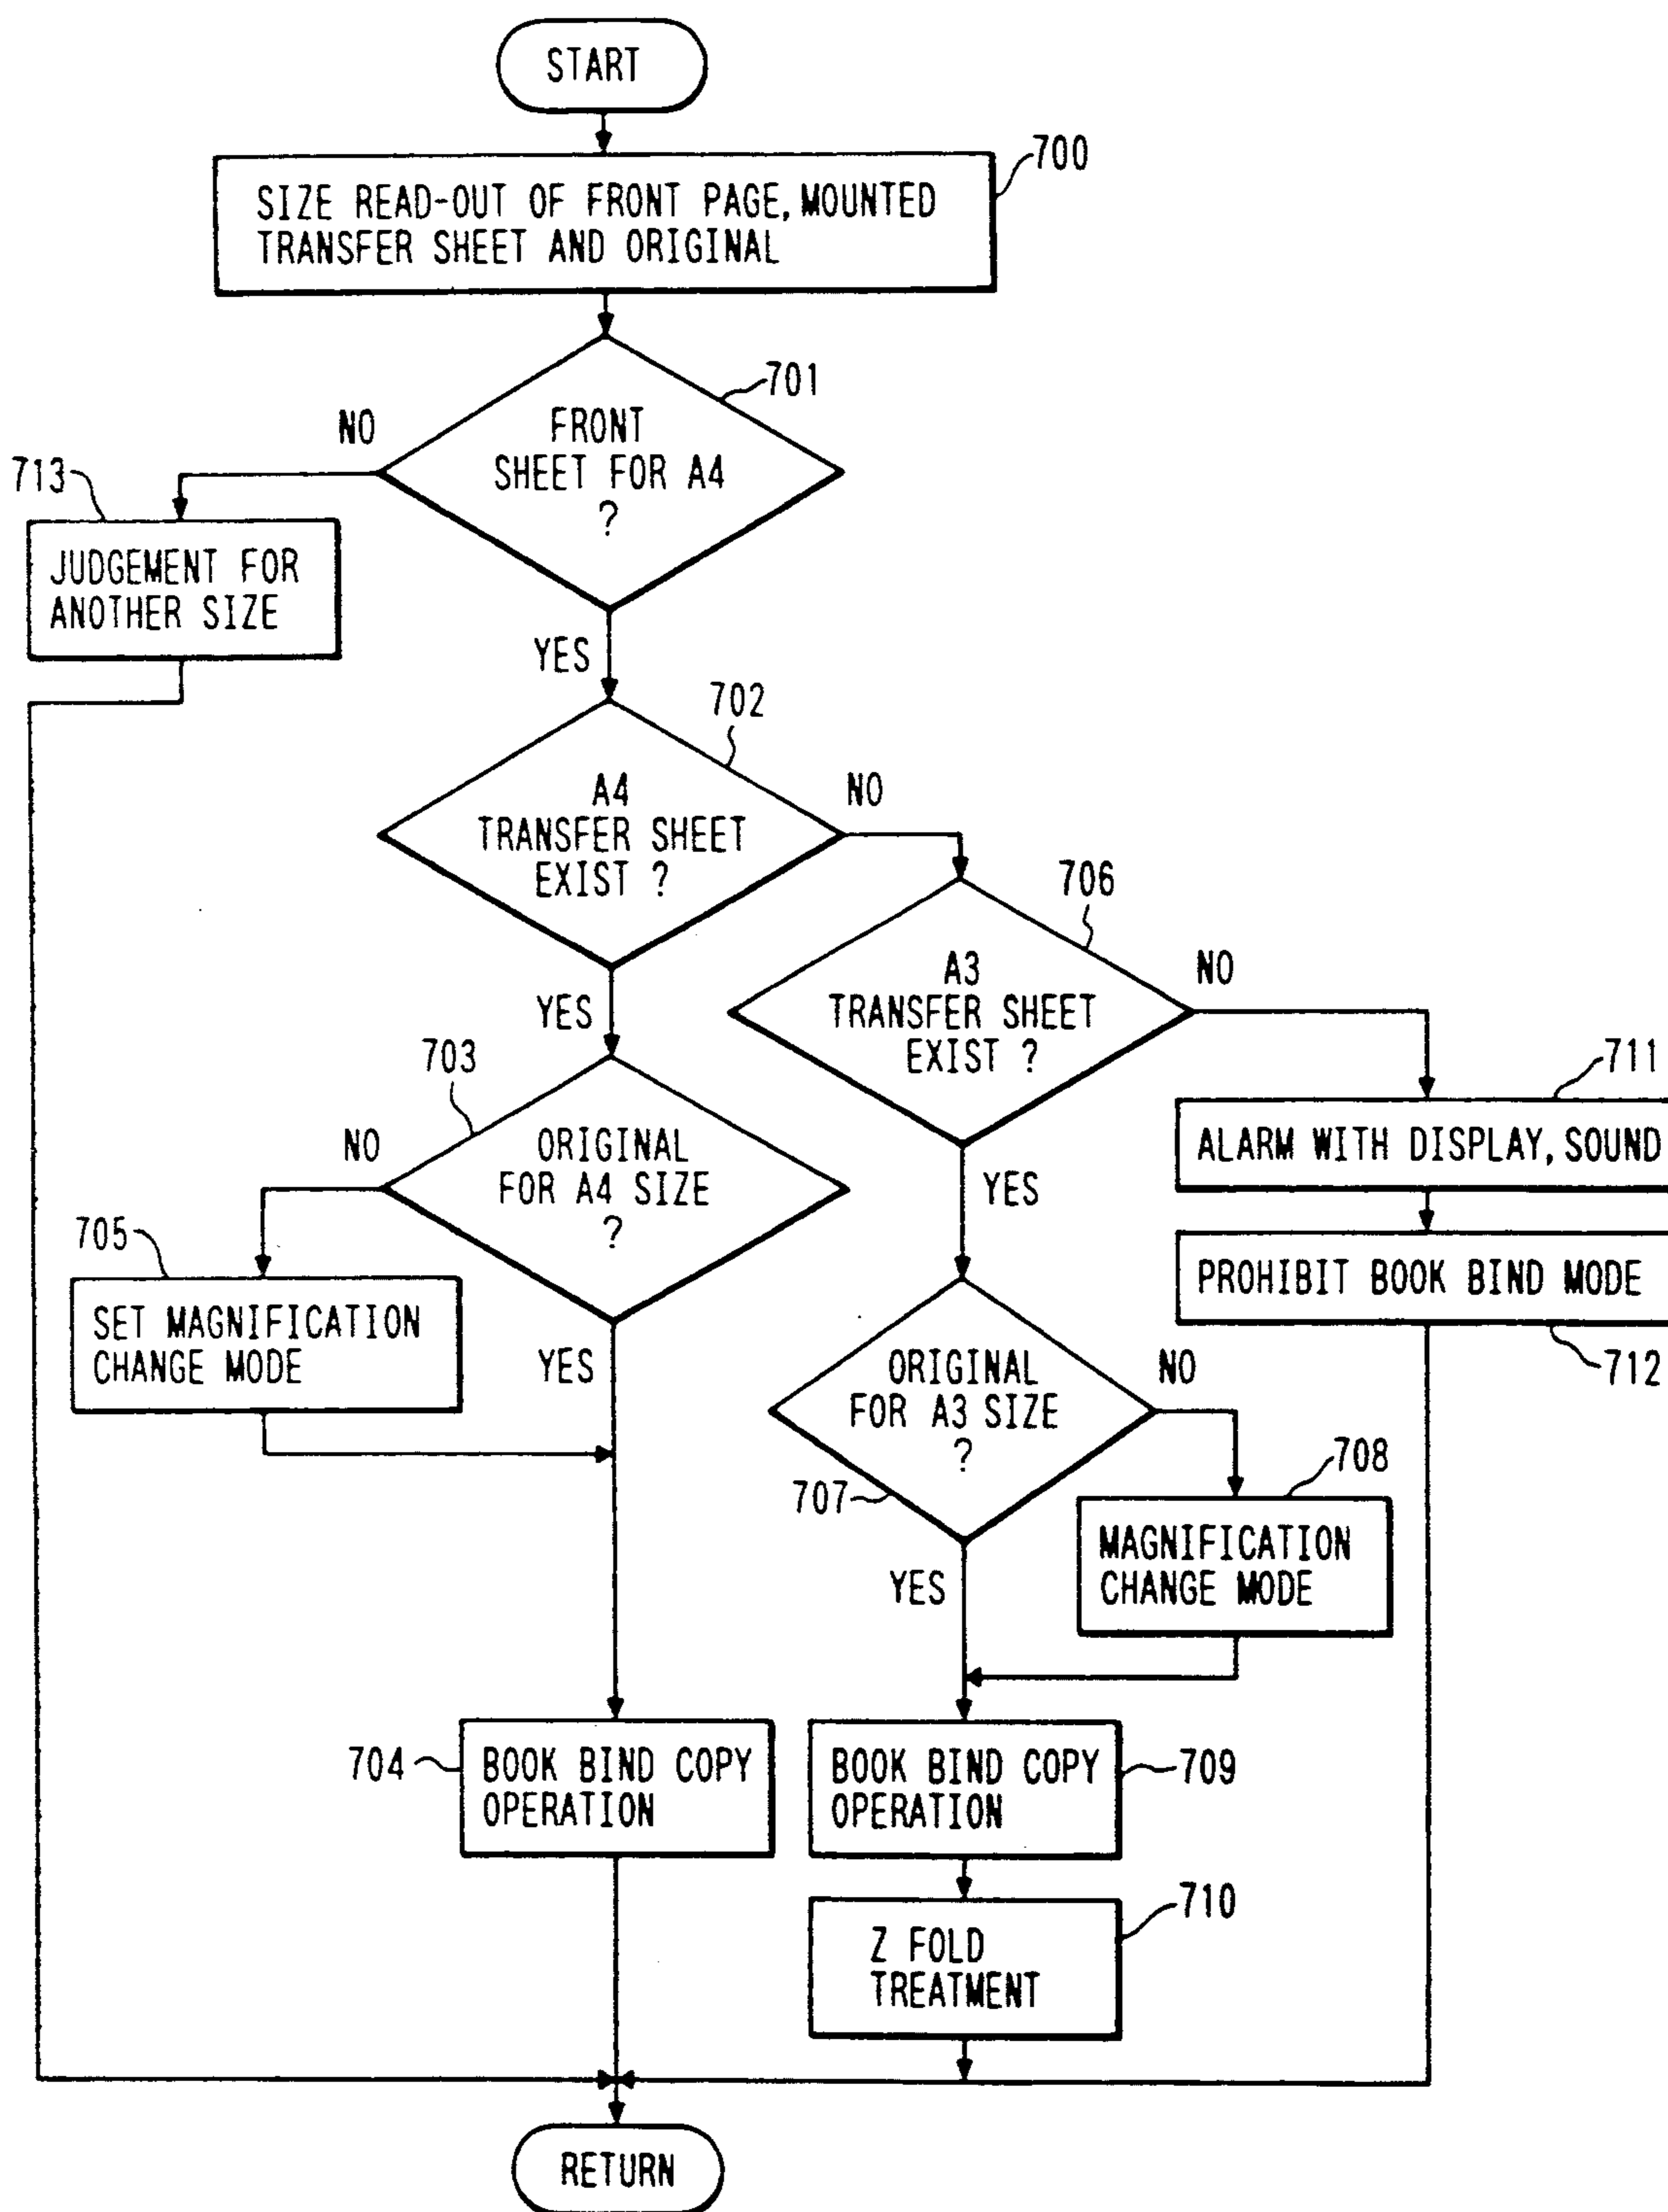 START
700
SIZE READ-OUT OF FRONT PAGE, MOUNTED
TRANSFER SHEET AND ORIGINAL
701
NO
FRONT
SHEET FOR A4
?
713
JUDGEMENT FOR
ANOTHER SIZE
YES
702
A4
TRANSFER SHEET
EXIST ?
NO
706
YES
A3
TRANSFER SHEET
EXIST ?
NO
703
NO
ORIGINAL
FOR A4 SIZE
?
711
ALARM WITH DISPLAY, SOUND
YES
705
SET MAGNIFICATION
CHANGE MODE
YES
PROHIBIT BOOK BIND MODE
712
ORIGINAL
FOR A3 SIZE
?
NO
707
708
MAGNIFICATION
CHANGE MODE
YES
704
BOOK BIND COPY
OPERATION
BOOK BIND COPY
OPERATION
709
710
Z FOLD
TREATMENT
RETURN